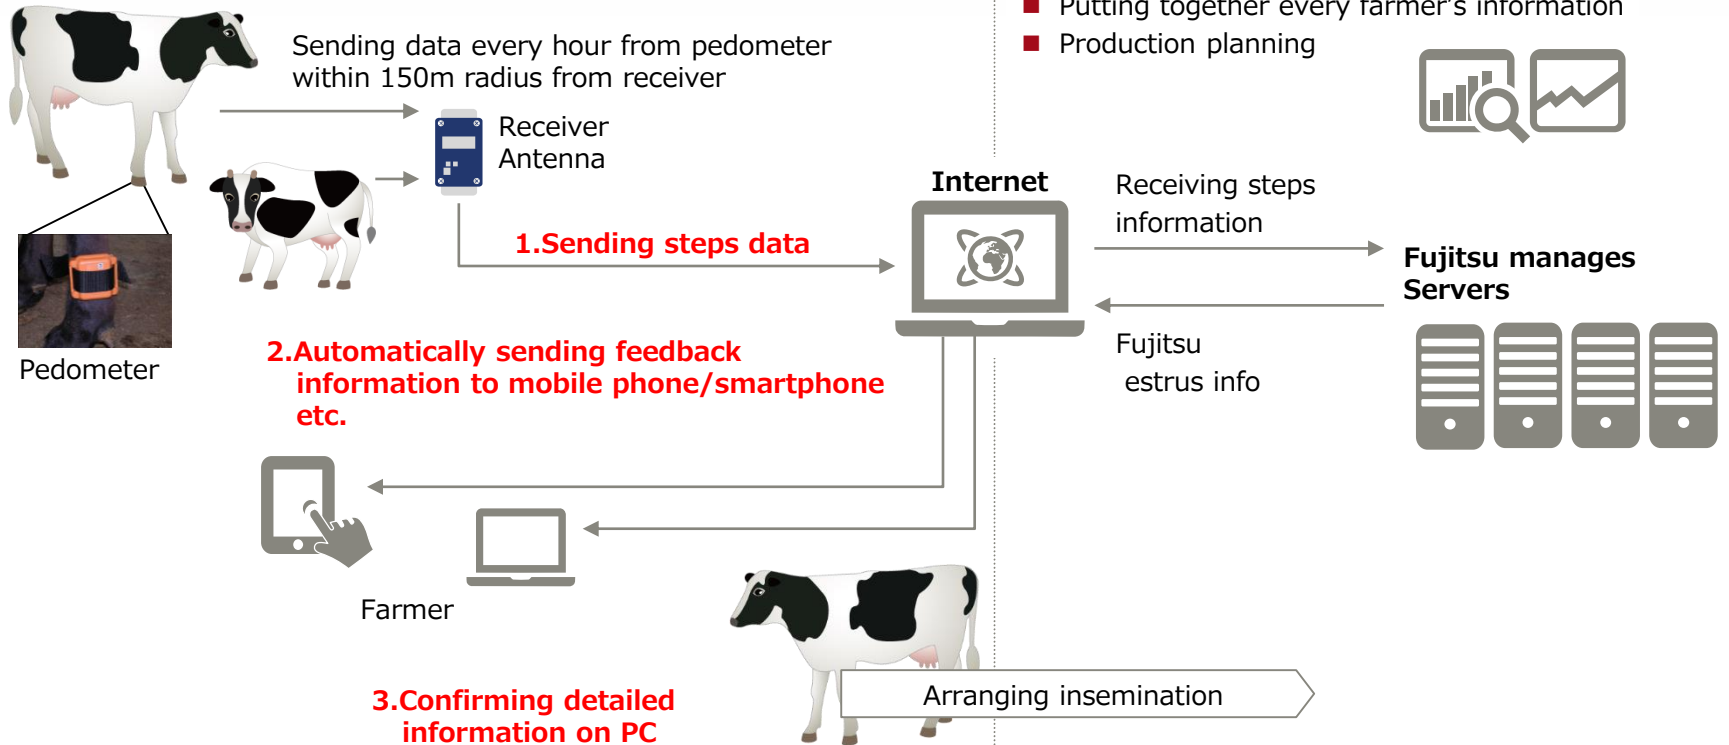 Putting together every farmer's information
Production planning
Sending data every hour from pedometer
within 150m radius from receiver
Receiver
Antenna
Internet
Receiving steps
information
1.Sending steps data
Fujitsu manages
Servers
Pedometer
2.Automatically sending feedback
information to mobile phone/smartphone
etc.
Fujitsu
estrus info
Farmer
3.Confirming detailed
information on PC
Arranging insemination